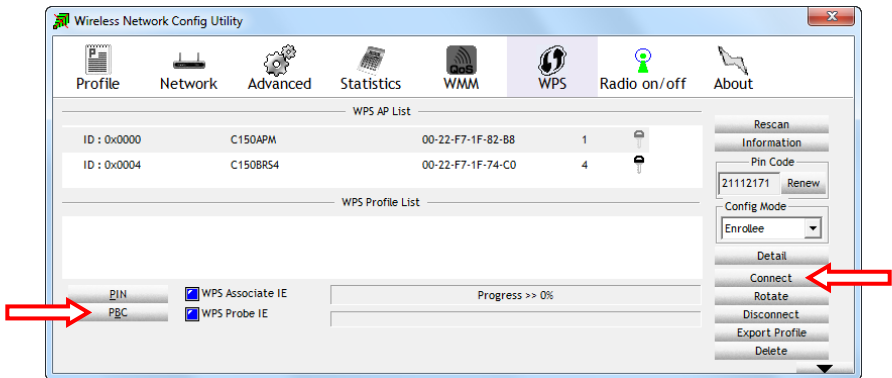 Wireless Network Config Utility
Profile Network Advanced Statistics QoS WMM WPS Radio on/off About
WPS AP List
ID : 0x0000 C150APM 00-22-F7-1F-82-B8 1
ID : 0x0004 C150BRS4 00-22-F7-1F-74-C0 4
WPS Profile List
Rescan
Information
Pin Code
21112171 Renew
Config Mode
Enrollee
Detail
Connect
Rotate
Disconnect
Export Profile
Delete
PIN WPS Associate IE Progress >> 0%
PBC WPS Probe IE